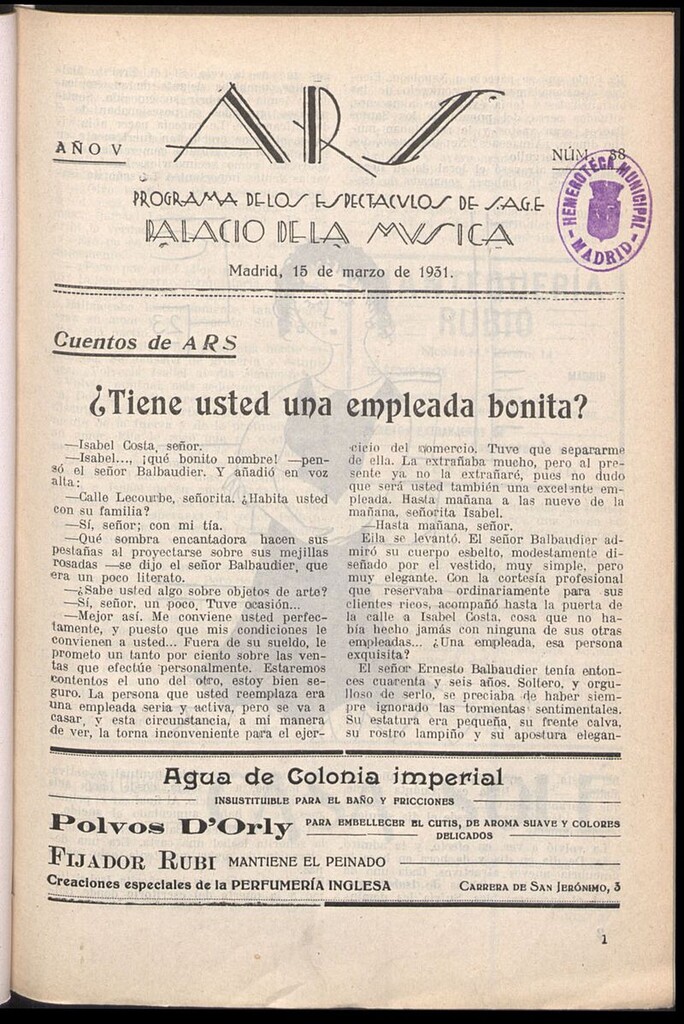 ARS
AÑO V
NÚM. 88
HEMEROTECA MUNICIPAL
MADRID
PROGRAMA DE LOS ESPECTACULOS DE S.A.G.E
PALACIO DE LA MUSICA
Madrid, 15 de marzo de 1931.
Cuentos de ARS
¿Tiene usted una empleada bonita?
—Isabel Costa, señor.
—Isabel..., ¡qué bonito nombre! —pen-
só el señor Balbaudier. Y añadió en voz
alta:
—Calle Lecourbe, señorita. ¿Habita usted
con su familia?
—Sí, señor; con mi tía.
—Qué sombra encantadora hacen sus
pestañas al proyectarse sobre sus mejillas
rosadas —se dijo el señor Balbaudier, que
era un poco literato.
—¿Sabe usted algo sobre objetos de arte?
—Sí, señor, un poco. Tuve ocasión...
—Mejor así. Me conviene usted perfec-
tamente, y puesto que mis condiciones le
convienen a usted... Fuera de su sueldo, le
prometo un tanto por ciento sobre las ven-
tas que efectúe personalmente. Estaremos
contentos el uno del otro, estoy bien se-
guro. La persona que usted reemplaza era
una empleada seria y activa, pero se va a
casar, y esta circunstancia, a mi manera
de ver, la torna inconveniente para el ejer-
cicio del comercio. Tuve que separarme
de ella. La extrañaba mucho, pero al pre-
sente ya no la extrañaré, pues no dudo
que será usted también una excelente em-
pleada. Hasta mañana a las nueve de la
mañana, señorita Isabel.
—Hasta mañana, señor.
Ella se levantó. El señor Balbaudier ad-
miró su cuerpo esbelto, modestamente di-
señado por el vestido, muy simple, pero
muy elegante. Con la cortesía profesional
que reservaba ordinariamente para sus
clientes ricos, acompañó hasta la puerta de
la calle a Isabel Costa, cosa que no ha-
bía hecho jamás con ninguna de sus otras
empleadas... ¿Una empleada, esa persona
exquisita?
El señor Ernesto Balbaudier tenía enton-
ces cuarenta y seis años. Soltero, y orgu-
lloso de serlo, se preciaba de haber siem-
pre ignorado las tormentas sentimentales.
Su estatura era pequeña, su frente calva,
su rostro lampiño y su apostura elegan-
Agua de Colonia imperial
INSUSTITUIBLE PARA EL BAÑO Y FRICCIONES
Polvos D'Orly PARA EMBELLECER EL CUTIS, DE AROMA SUAVE Y COLORES
DELICADOS
FIJADOR RUBI MANTIENE EL PEINADO
Creaciones especiales de la PERFUMERÍA INGLESA CARRERA DE SAN JERÓNIMO, 3
1